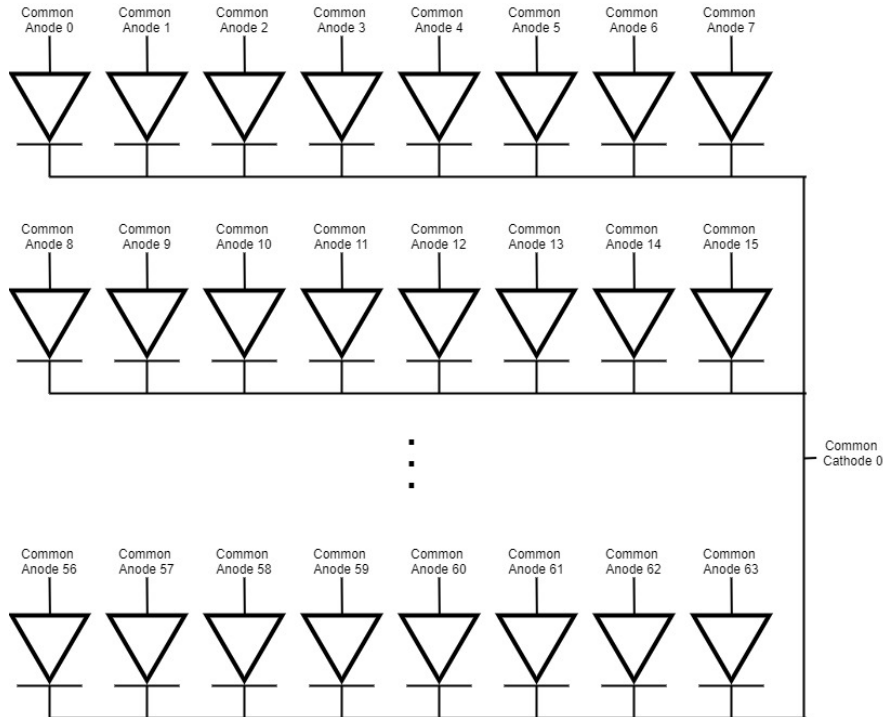 Common Common Common Common Common Common Common Common
Anode 0 Anode 1 Anode 2 Anode 3 Anode 4 Anode 5 Anode 6 Anode 7
Common Common Common Common Common Common Common Common
Anode 8 Anode 9 Anode 10 Anode 11 Anode 12 Anode 13 Anode 14 Anode 15
Common
Cathode 0
Common Common Common Common Common Common Common Common
Anode 56 Anode 57 Anode 58 Anode 59 Anode 60 Anode 61 Anode 62 Anode 63